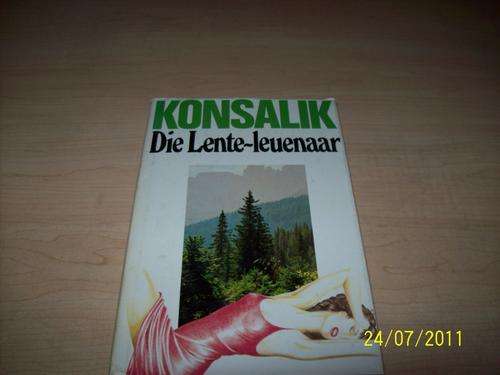 KONSALIK
Die Lente-leuenaar
24/07/2011